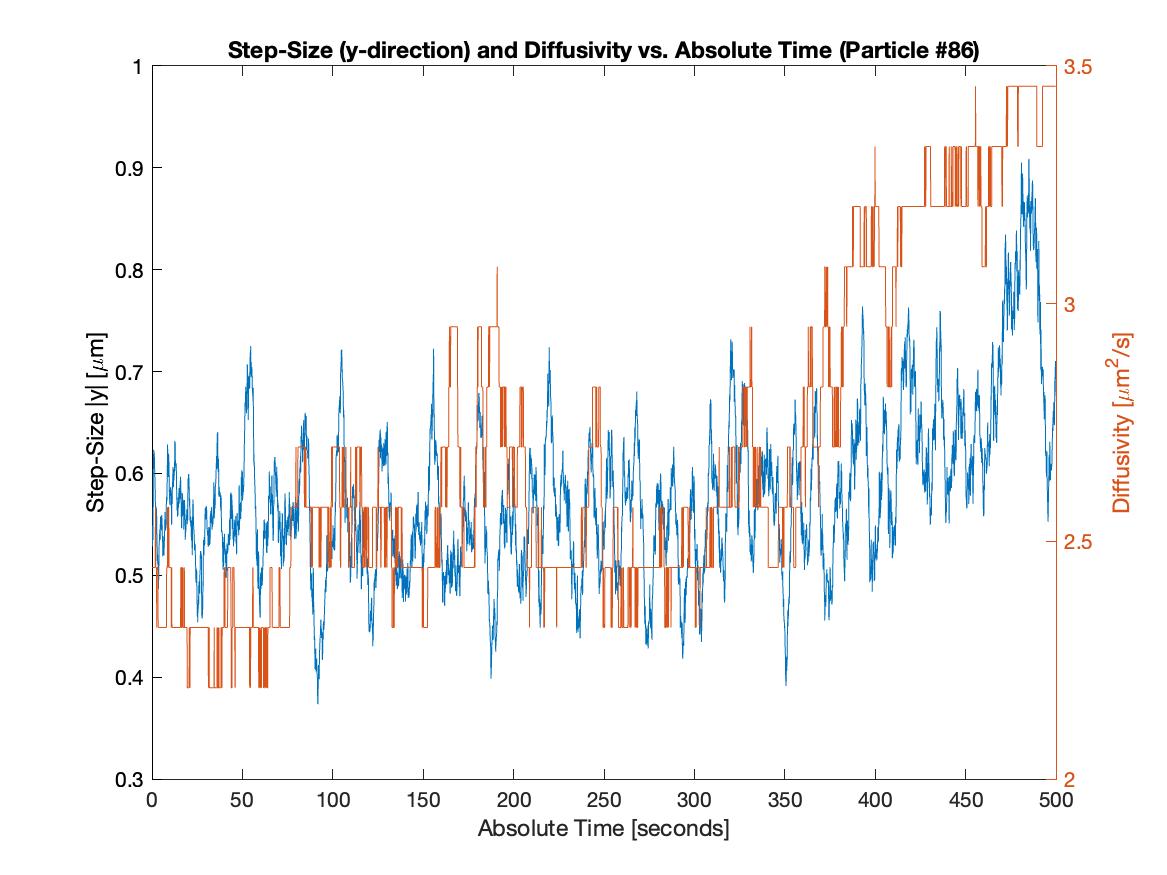 Step-Size (y-direction) and Diffusivity vs. Absolute Time (Particle #86)
1
0.9
0.8
0.7
0.6
0.5
0.4
0.3
Step-Size |y| [μm]
3.5
3
2.5
2
Diffusivity [μm²/s]
0 50 100 150 200 250 300 350 400 450 500
Absolute Time [seconds]